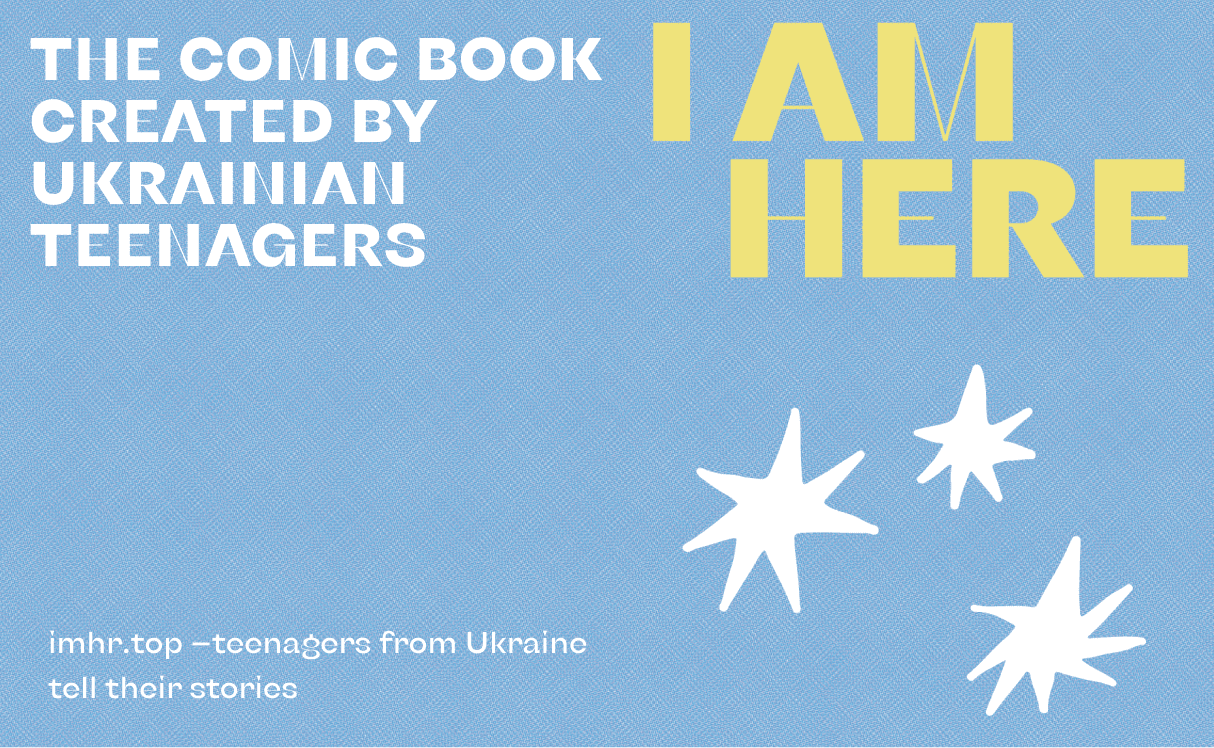 THE COMIC BOOK
CREATED BY
UKRAINIAN
TEENAGERS
I AM
HERE
imhr.top –teenagers from Ukraine
tell their stories